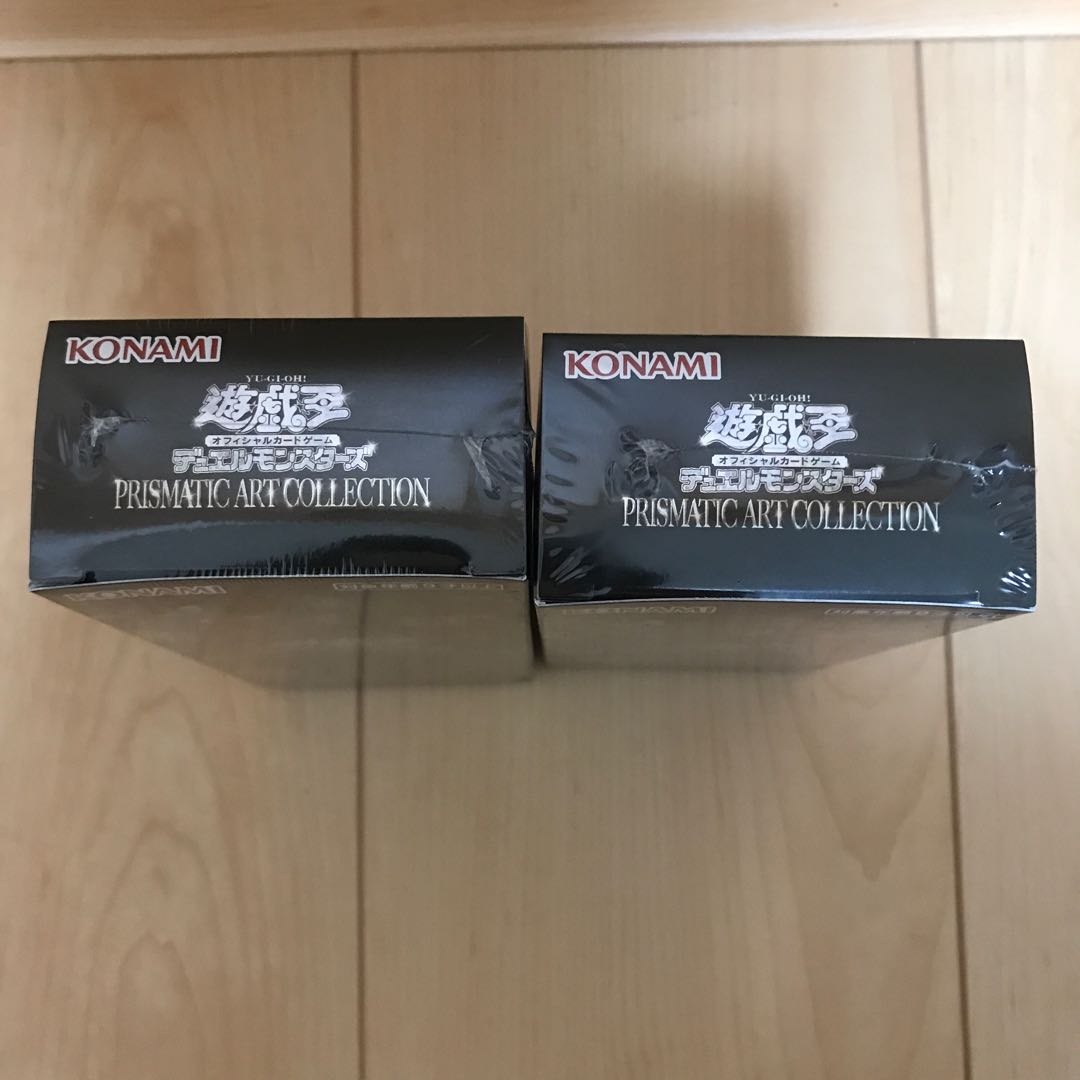 KONAMI
YU-GI-OH!
遊戯王
オフィシャルカードゲーム
デュエルモンスターズ
PRISMATIC ART COLLECTION
KONAMI
KONAMI
YU-GI-OH!
遊戯王
オフィシャルカードゲーム
デュエルモンスターズ
PRISMATIC ART COLLECTION
KONAMI